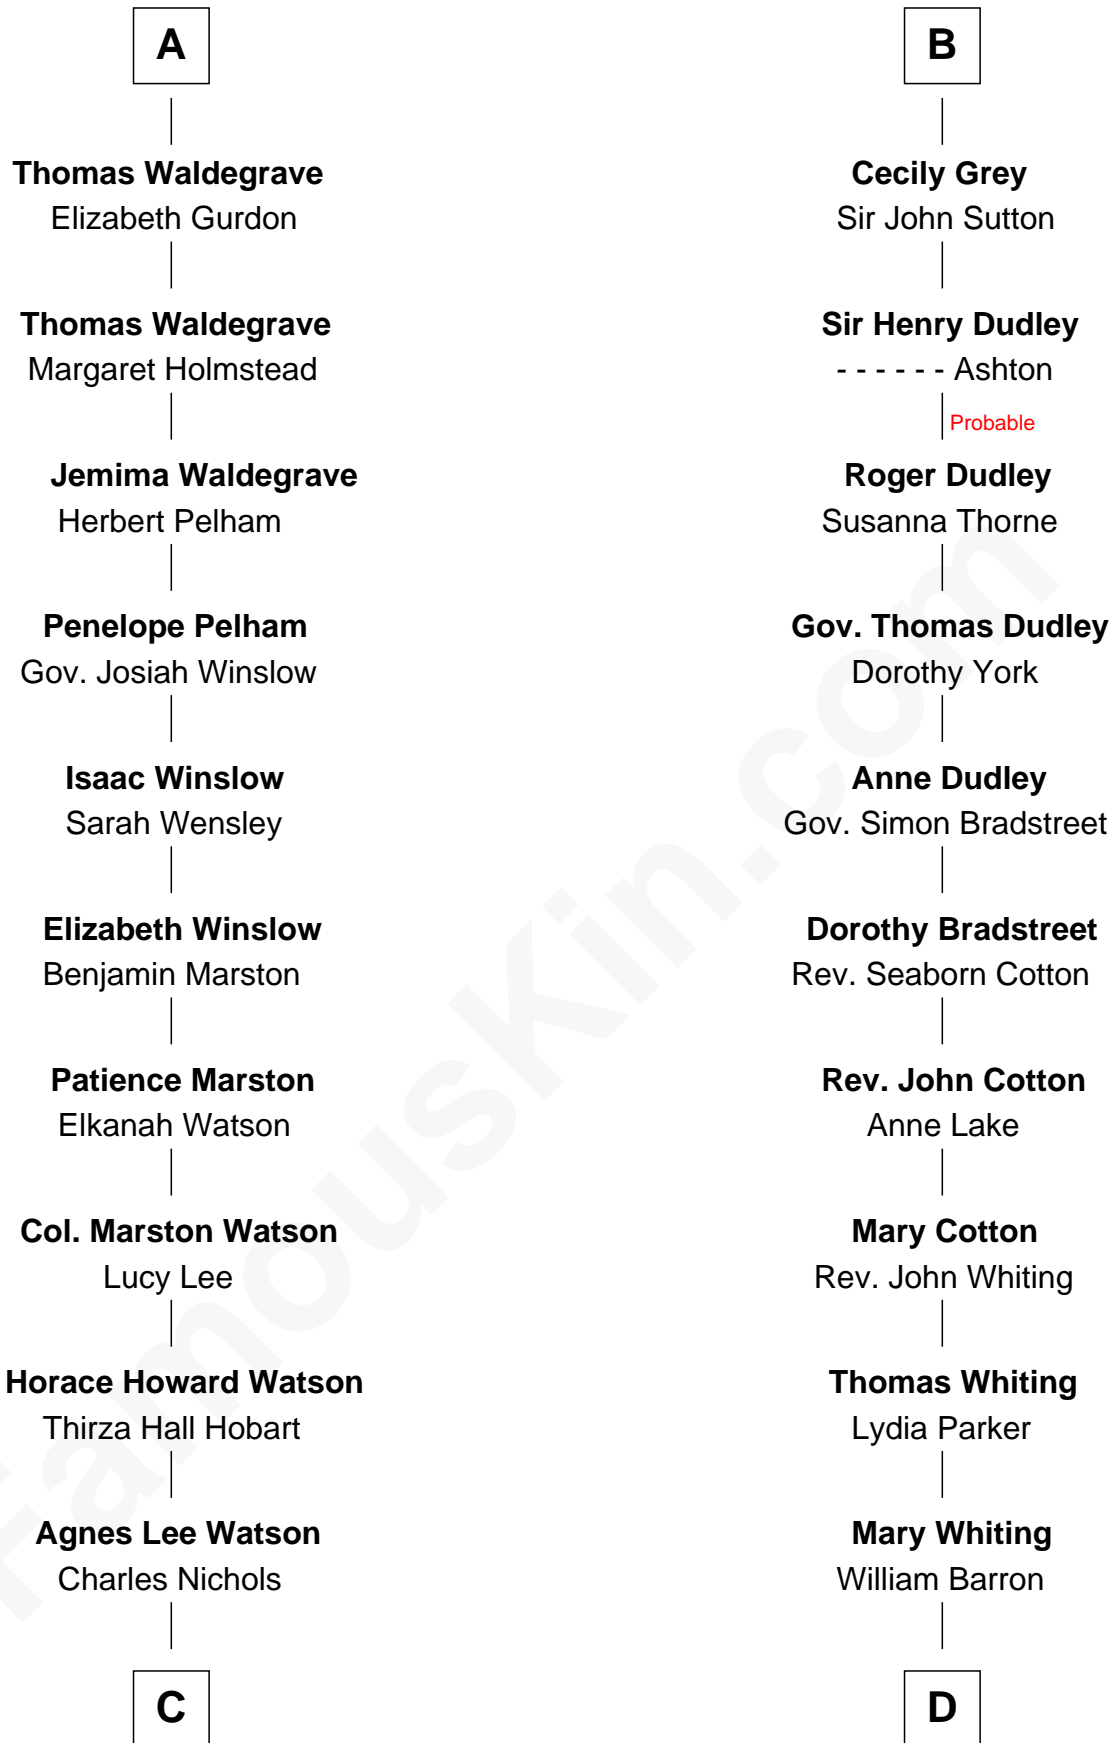 A
Thomas Waldegrave
Elizabeth Gurdon
Thomas Waldegrave
Margaret Holmstead
Jemima Waldegrave
Herbert Pelham
Penelope Pelham
Gov. Josiah Winslow
Isaac Winslow
Sarah Wensley
Elizabeth Winslow
Benjamin Marston
Patience Marston
Elkanah Watson
Col. Marston Watson
Lucy Lee
Horace Howard Watson
Thirza Hall Hobart
Agnes Lee Watson
Charles Nichols
C
B
Cecily Grey
Sir John Sutton
Sir Henry Dudley
- - - - - - Ashton
Probable
Roger Dudley
Susanna Thorne
Gov. Thomas Dudley
Dorothy York
Anne Dudley
Gov. Simon Bradstreet
Dorothy Bradstreet
Rev. Seaborn Cotton
Rev. John Cotton
Anne Lake
Mary Cotton
Rev. John Whiting
Thomas Whiting
Lydia Parker
Mary Whiting
William Barron
D
FamousKin.com